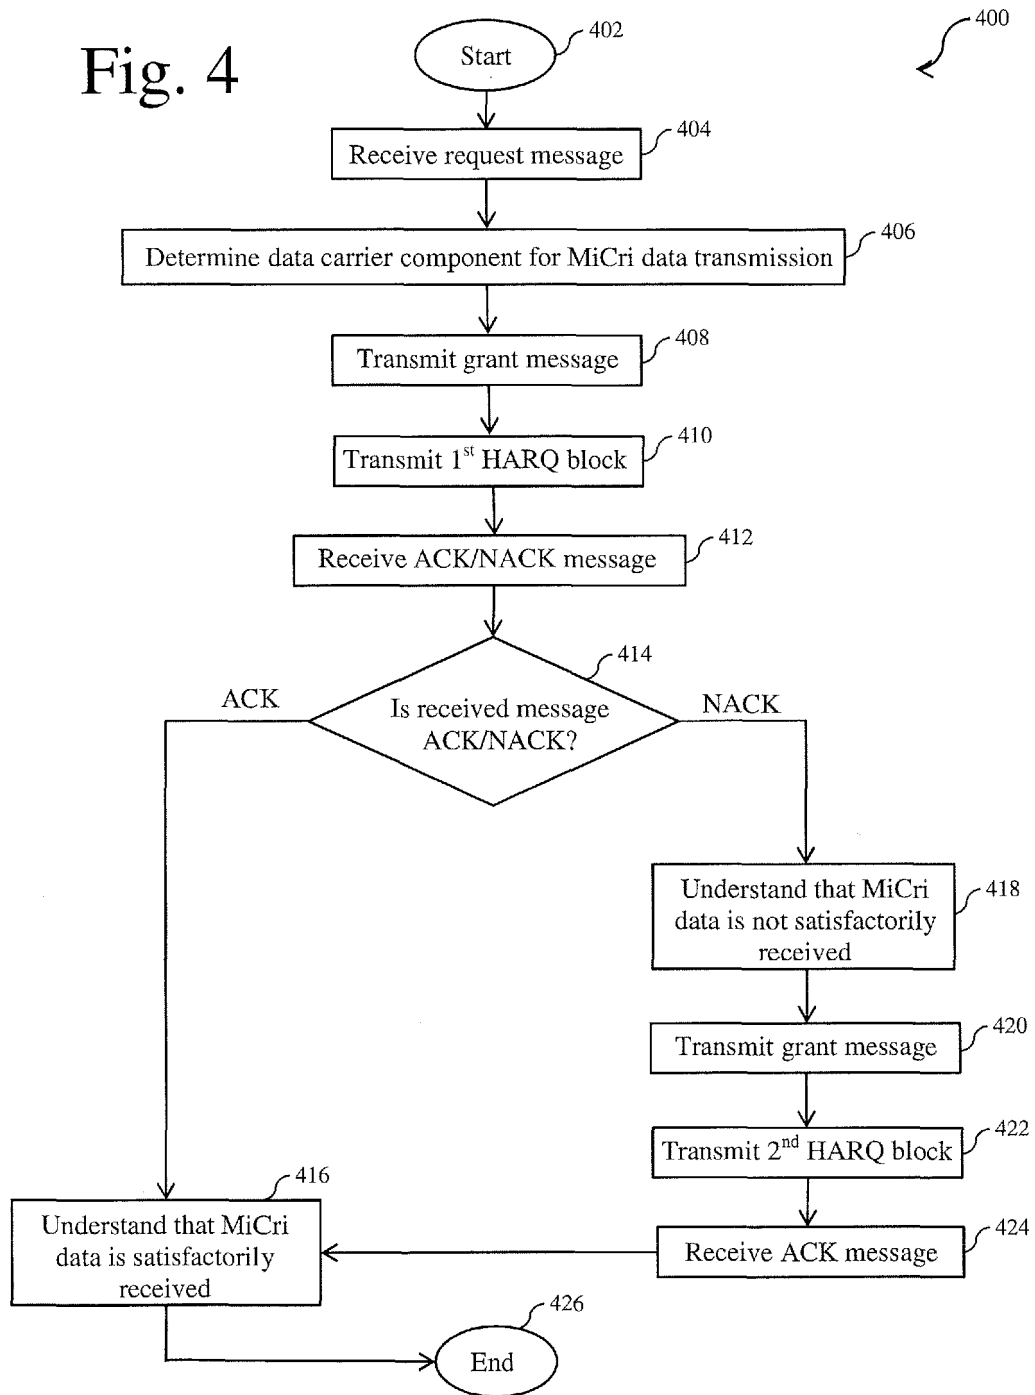 Fig. 4
400
Start
402
Receive request message
404
Determine data carrier component for MiCri data transmission
406
Transmit grant message
408
Transmit 1st HARQ block
410
Receive ACK/NACK message
412
Is received message
ACK/NACK?
414
ACK
NACK
Understand that MiCri
data is not satisfactorily
received
418
Transmit grant message
420
Transmit 2nd HARQ block
422
Receive ACK message
424
Understand that MiCri
data is satisfactorily
received
416
End
426